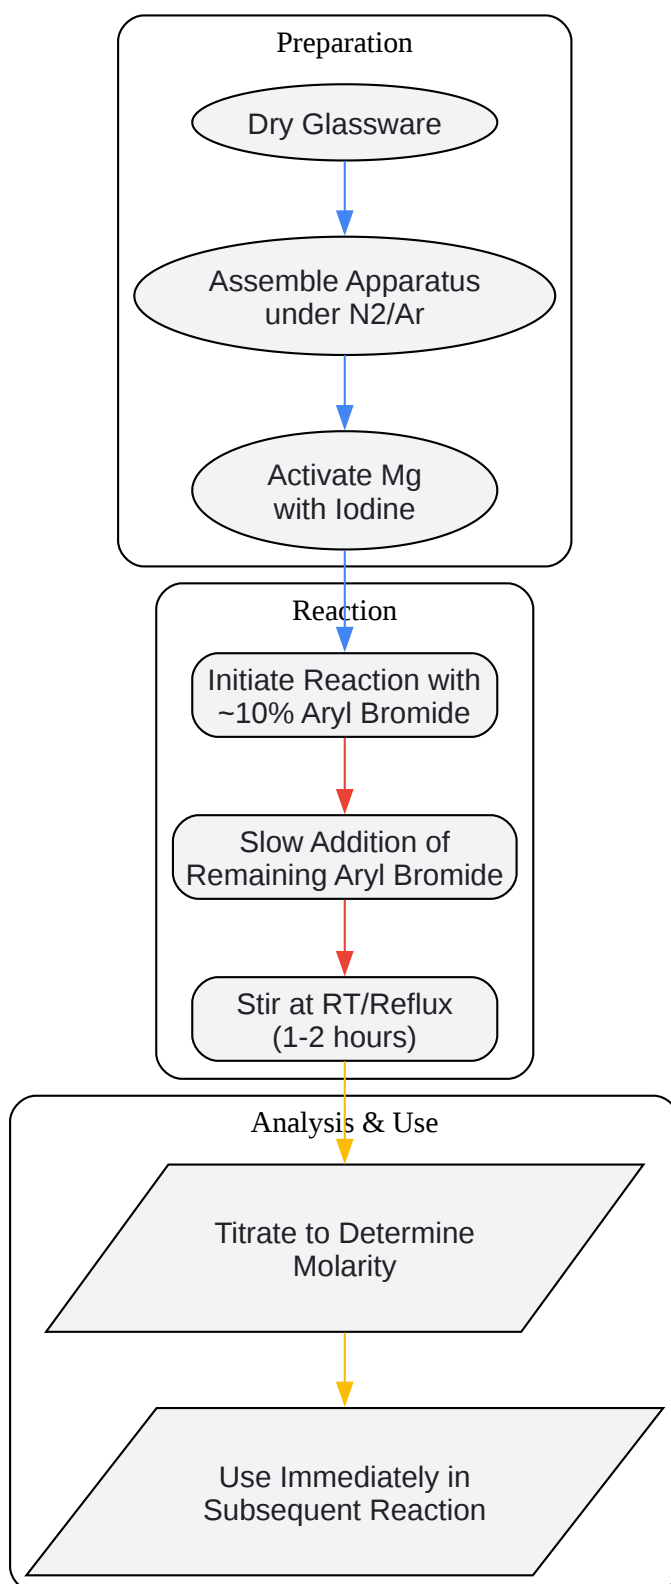 Preparation
Dry Glassware
Assemble Apparatus
under N2/Ar
Activate Mg
with Iodine
Reaction
Initiate Reaction with
~10% Aryl Bromide
Slow Addition of
Remaining Aryl Bromide
Stir at RT/Reflux
(1-2 hours)
Analysis & Use
Titrate to Determine
Molarity
Use Immediately in
Subsequent Reaction